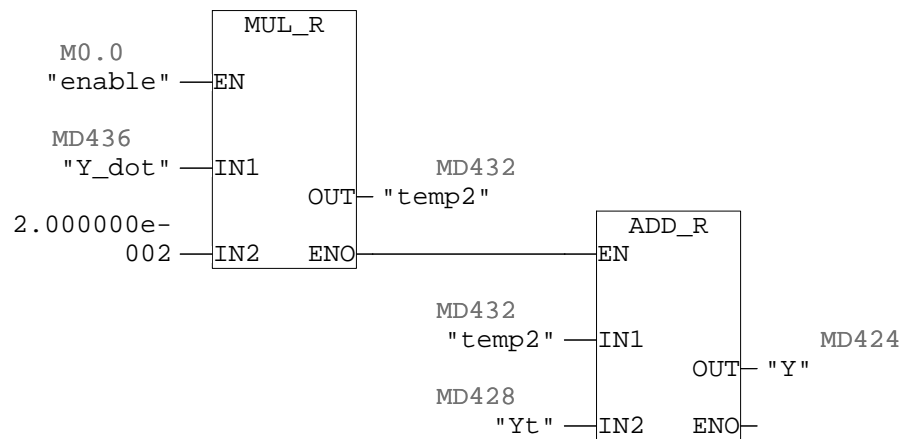 MUL_R
M0.0
"enable" EN
MD436
"Y_dot" IN1
MD432
OUT "temp2"
2.000000e-
002 IN2 ENO
ADD_R
EN
MD432
"temp2" IN1
MD424
OUT "Y"
MD428
"Yt" IN2 ENO